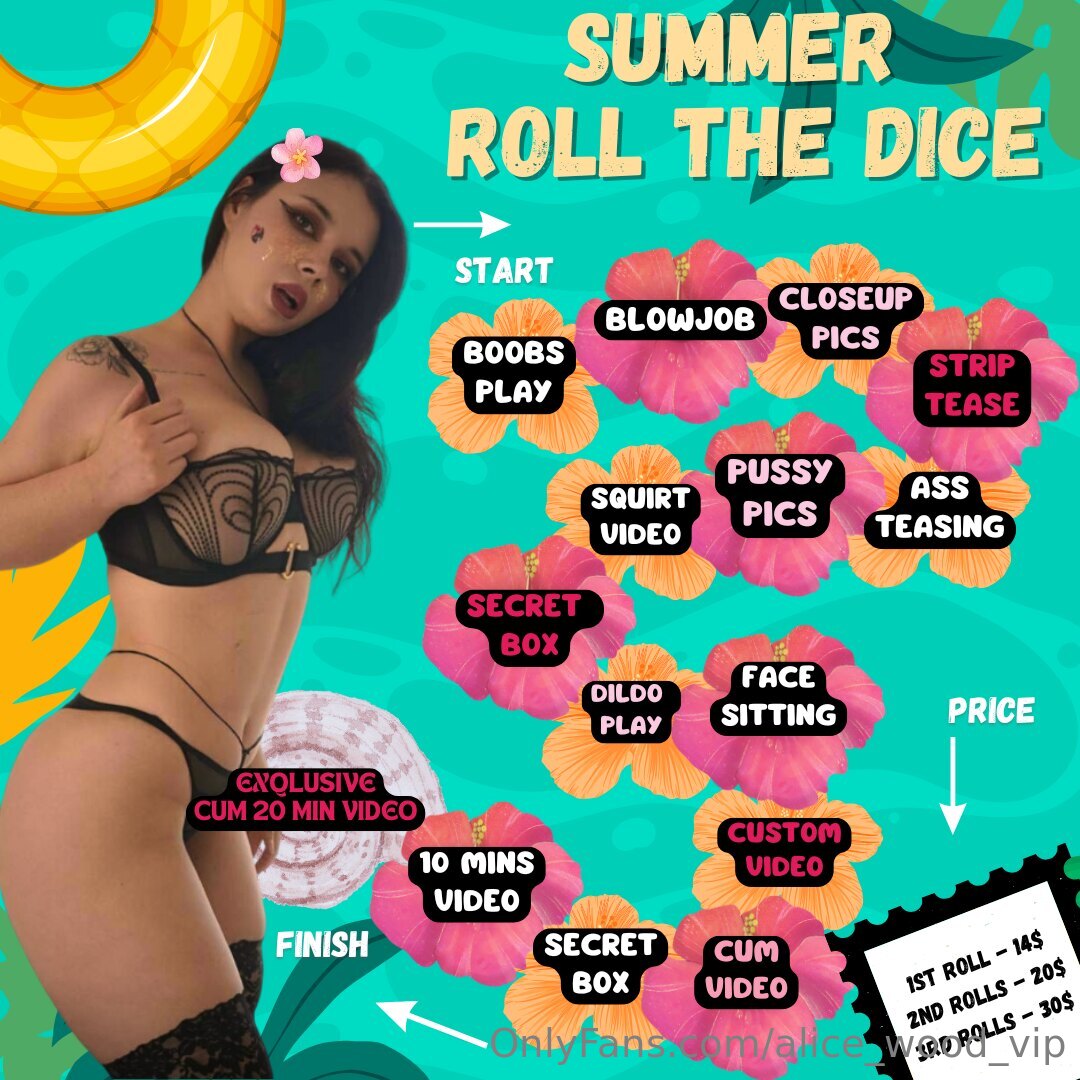 SUMMER
ROLL THE DICE
START
BOOBS
PLAY
BLOWJOB
CLOSEUP
PICS
STRIP
TEASE
ASS
TEASING
PUSSY
PICS
SQUIRT
VIDEO
SECRET
BOX
DILDO
PLAY
FACE
SITTING
CUSTOM
VIDEO
CUM
VIDEO
SECRET
BOX
10 MINS
VIDEO
EXQLUSIVE
CUM 20 MIN VIDEO
FINISH
PRICE
1ST ROLL – 14$
2ND ROLLS – 20$
3RD ROLLS – 30$
OnlyFans.com/alice_wood_vip